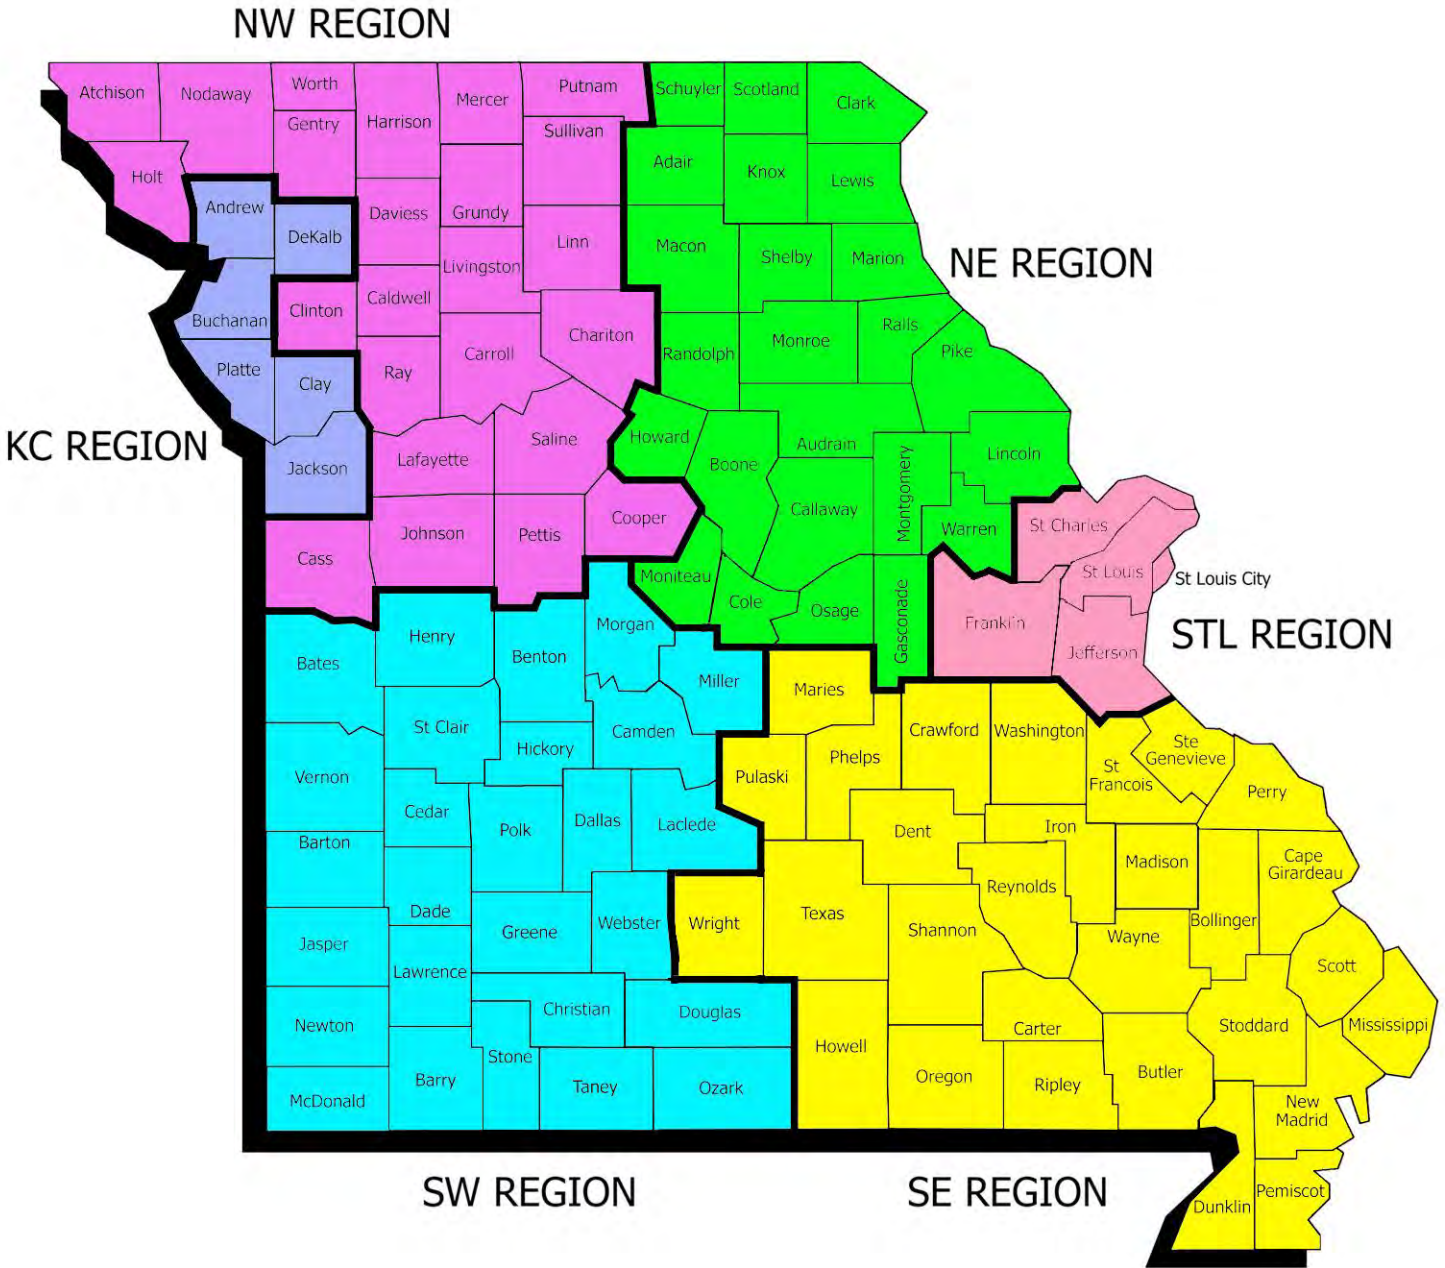 NW REGION
Atchison
Nodaway
Worth
Gentry
Harrison
Mercer
Putnam
Sullivan
Schuyler
Scotland
Clark
Holt
Adair
Knox
Lewis
Andrew
DeKalb
Daviess
Grundy
Linn
Macon
Shelby
Marion
NE REGION
Livingston
Buchanan
Clinton
Caldwell
Chariton
Randolph
Monroe
Ralls
Pike
Platte
Clay
Ray
Carroll
KC REGION
Jackson
Lafayette
Saline
Howard
Boone
Audrain
Montgomery
Lincoln
Callaway
Warren
St Charles
Cass
Johnson
Pettis
Cooper
Moniteau
Cole
Osage
Gasconade
Franklin
St Louis
St Louis City
Jefferson
STL REGION
Bates
Henry
Benton
Morgan
Miller
Maries
St Clair
Hickory
Camden
Pulaski
Phelps
Crawford
Washington
St
Francois
Ste
Genevieve
Perry
Vernon
Cedar
Polk
Dallas
Laclede
Dent
Iron
Madison
Cape
Girardeau
Barton
Dade
Greene
Webster
Wright
Texas
Shannon
Reynolds
Wayne
Bollinger
Scott
Jasper
Lawrence
Christian
Douglas
Howell
Oregon
Carter
Ripley
Butler
Stoddard
Mississippi
Newton
Stone
McDonald
Barry
Taney
Ozark
New
Madrid
Dunklin
Pemiscot
SW REGION
SE REGION